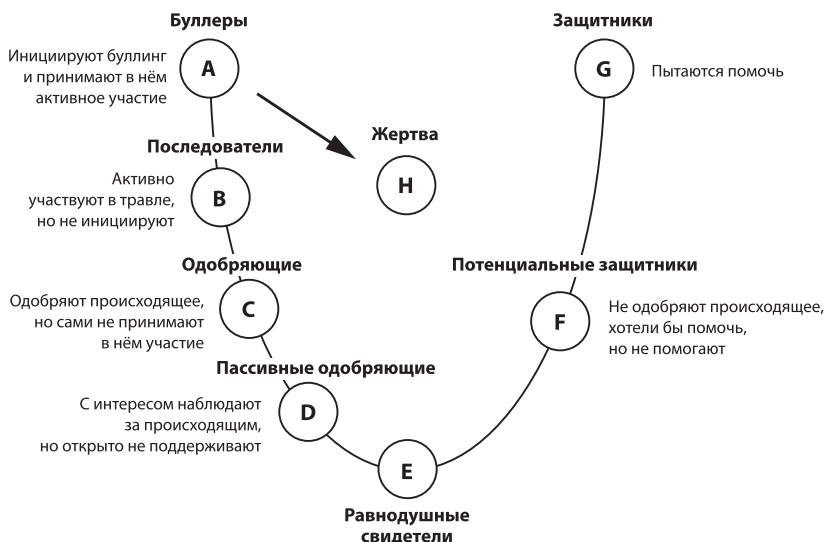 Буллеры
A
Инициируют буллинг
и принимают в нём
активное участие
Последователи
B
Активно
участвуют в травле,
но не инициируют
Одобряющие
C
Одобряют происходящее,
но сами не принимают
в нём участие
Пассивные одобряющие
D
С интересом наблюдают
за происходящим,
но открыто не поддерживают
E
Равнодушные
свидетели
Потенциальные защитники
F
Не одобряют происходящее,
хотели бы помочь,
но не помогают
Защитники
G
Пытаются помочь
Жертва
H